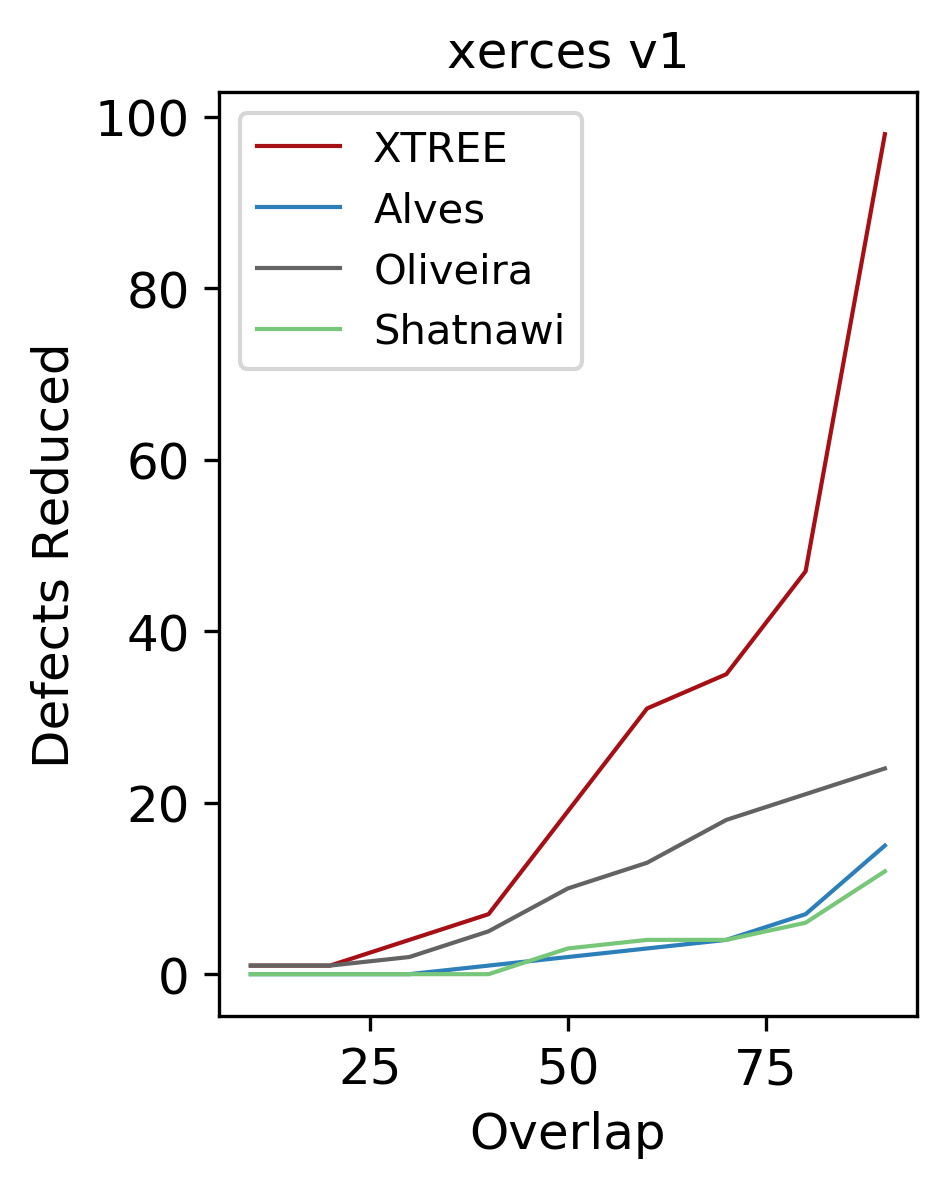 xerces v1
100
80
60
40
20
0
Defects Reduced
XTREE
Alves
Oliveira
Shatnawi
25 50 75
Overlap